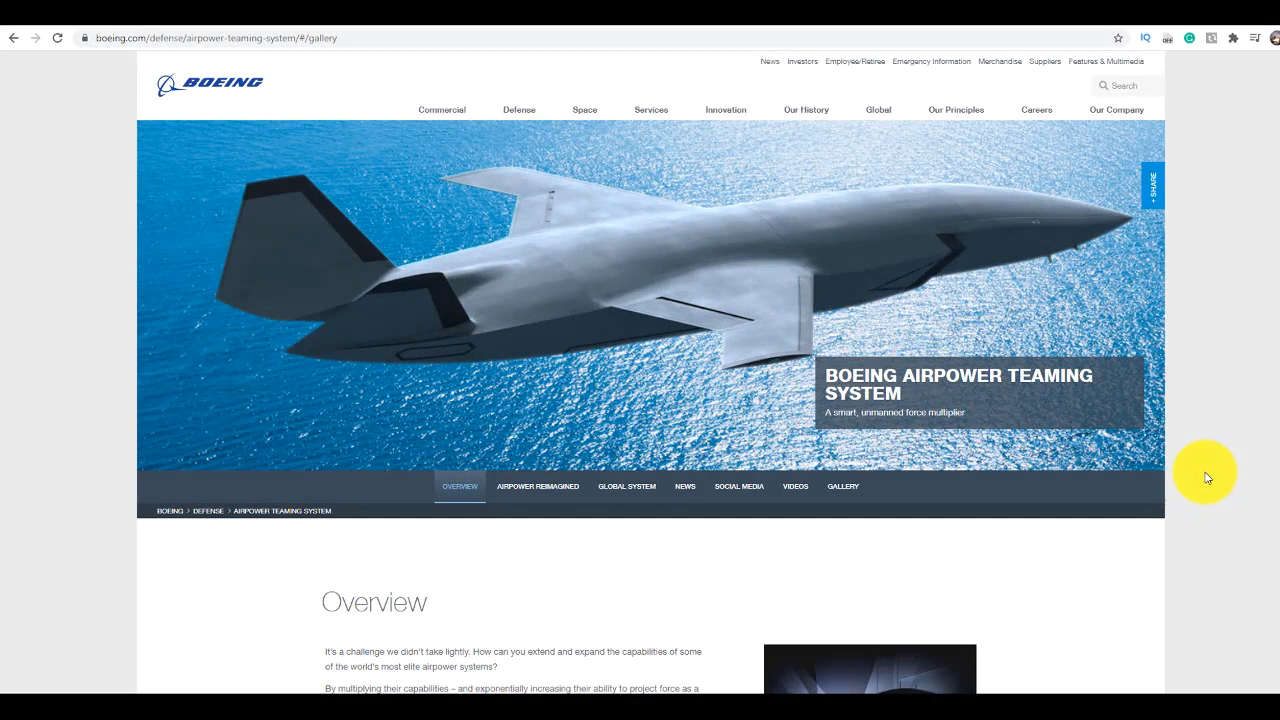 boeing.com/defense/airpower-teaming-system/#/gallery
IQ
OFF
News Investors Employee/Retiree Emergency Information Merchandise Suppliers Features & Multimedia
BOEING
Search
Commercial Defense Space Services Innovation Our History Global Our Principles Careers Our Company
+ SHARE
BOEING AIRPOWER TEAMING
SYSTEM
A smart, unmanned force multiplier
OVERVIEW AIRPOWER REIMAGINED GLOBAL SYSTEM NEWS SOCIAL MEDIA VIDEOS GALLERY
BOEING > DEFENSE > AIRPOWER TEAMING SYSTEM
Overview
It's a challenge we didn't take lightly. How can you extend and expand the capabilities of some
of the world's most elite airpower systems?
By multiplying their capabilities – and exponentially increasing their ability to project force as a